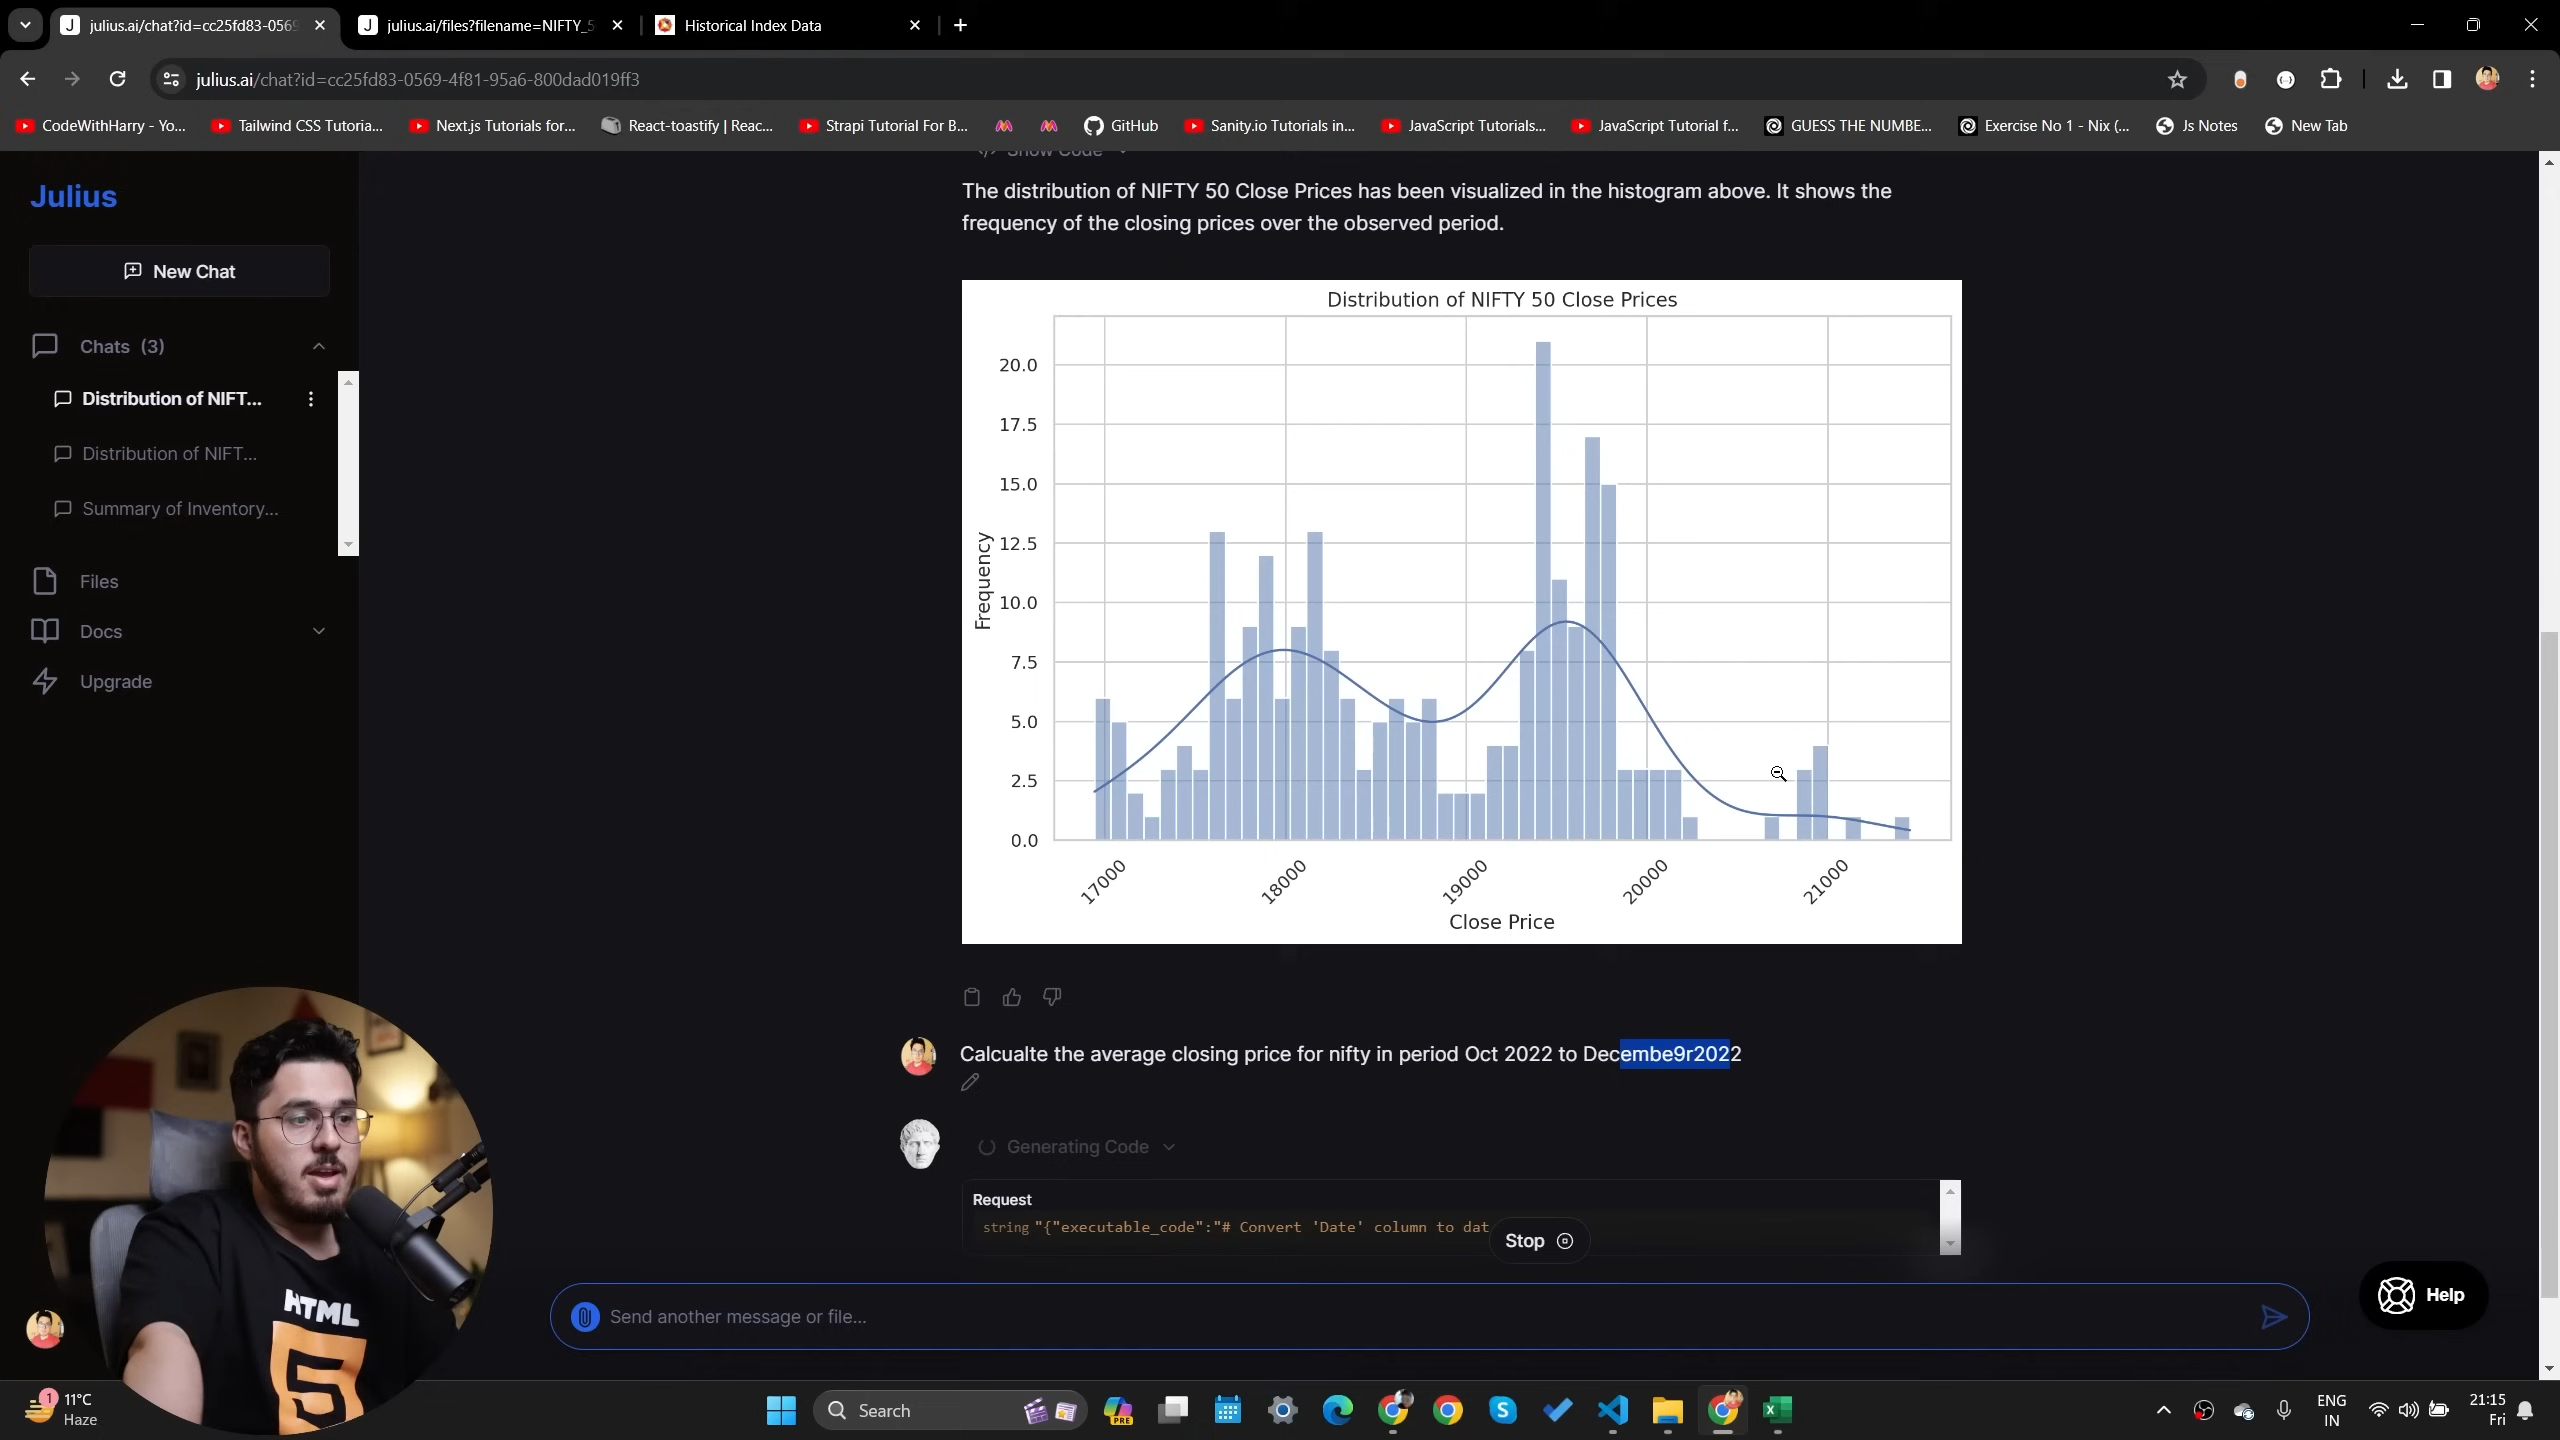 julius.ai/chat?id=cc25fd83-0569
julius.ai/files?filename=NIFTY_5
Historical Index Data
julius.ai/chat?id=cc25fd83-0569-4f81-95a6-800dad019ff3
CodeWithHarry - Yo...
Tailwind CSS Tutoria...
Next.js Tutorials for...
React-toastify | Reac...
Strapi Tutorial For B...
GitHub
Sanity.io Tutorials in...
JavaScript Tutorials...
JavaScript Tutorial f...
GUESS THE NUMBE...
Exercise No 1 - Nix (...
Js Notes
New Tab
Julius
New Chat
Chats (3)
Distribution of NIFT...
Distribution of NIFT...
Summary of Inventory...
Files
Docs
Upgrade
Show Code
The distribution of NIFTY 50 Close Prices has been visualized in the histogram above. It shows the
frequency of the closing prices over the observed period.
Distribution of NIFTY 50 Close Prices
20.0
17.5
15.0
12.5
10.0
7.5
5.0
2.5
0.0
Frequency
17000
18000
19000
20000
21000
Close Price
Calcualte the average closing price for nifty in period Oct 2022 to Decembe9r2022
Generating Code
Request
string "{"executable_code":"# Convert 'Date' column to dat
Stop
Send another message or file...
Help
HTML
5
1
11°C
Haze
Search
PRE
ENG
IN
21:15
Fri